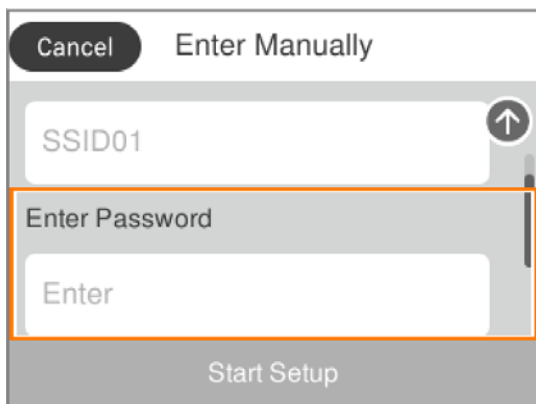 Cancel Enter Manually
SSID01
Enter Password
Enter
Start Setup